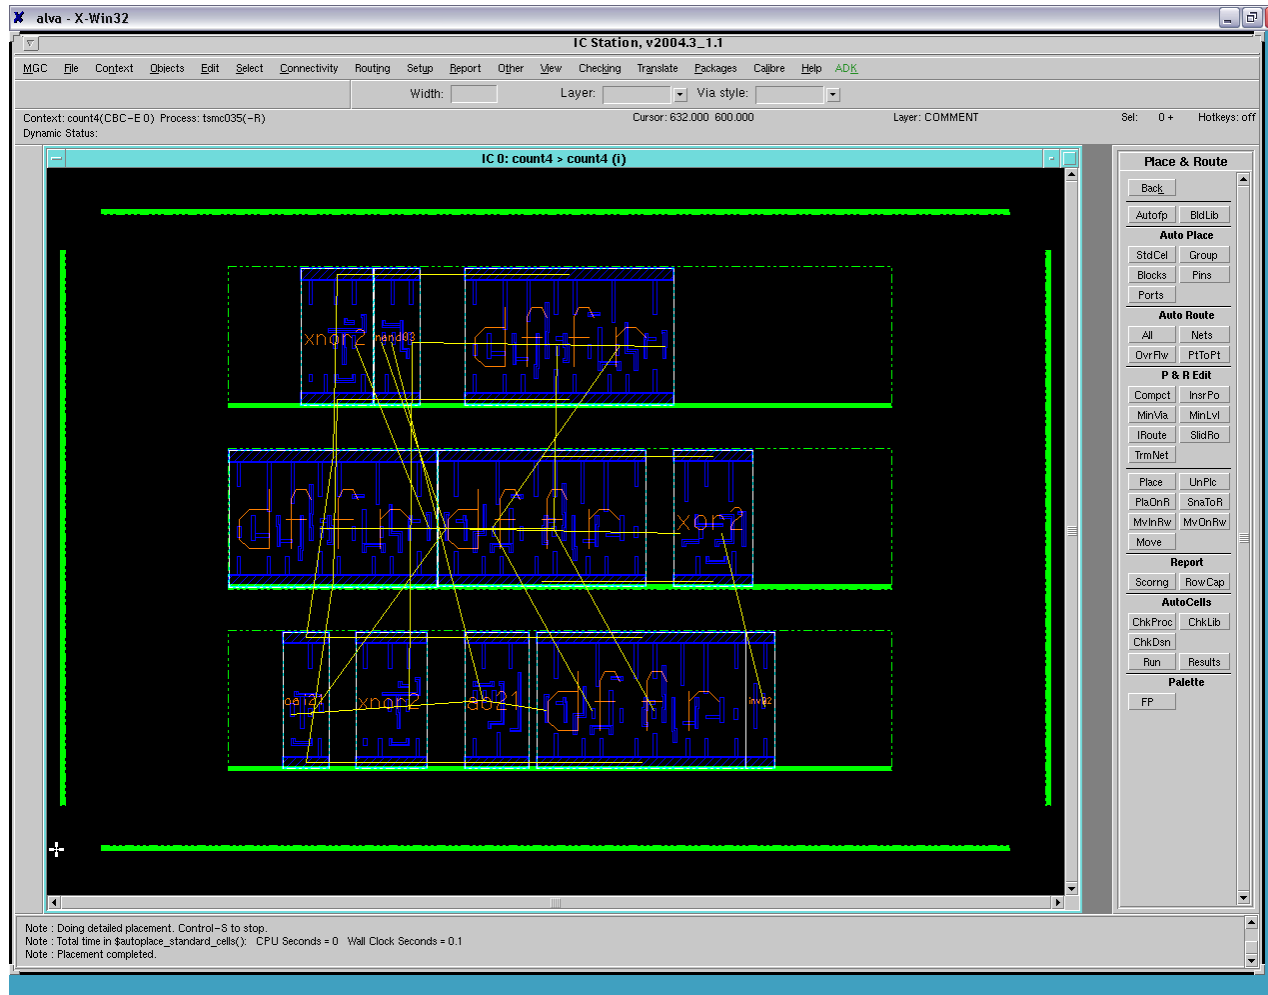 alva - X-Win32
IC Station, v2004.3_1.1
MGC File Context Objects Edit Select Connectivity Routing Setup Report Other View Checking Translate Packages Calibre Help ADK
Width: Layer: Via style:
Context: count4(CBC-E 0) Process: tsmc035(-R) Cursor: 632.000 600.000 Layer: COMMENT Sel: 0 + Hotkeys: off
Dynamic Status:
IC 0: count4 > count4 (i)
xnor2 nand03 dffr
dffr dffr xor2
oai21 xnor2 ao21 dffr inv02
Place & Route
Back
Autofp BldLib
Auto Place
StdCel Group
Blocks Pins
Ports
Auto Route
All Nets
OvrFlw PtToPt
P & R Edit
Compct InsrPo
MinVia MinLvl
IRoute SlidRo
TrmNet
Place UnPlc
PlaOnR SnaToR
MvInRw MvOnRw
Move
Report
Scorng RowCap
AutoCells
ChkProc ChkLib
ChkDsn
Run Results
Palette
FP
Note : Doing detailed placement. Control-S to stop.
Note : Total time in $autoplace_standard_cells(): CPU Seconds = 0 Wall Clock Seconds = 0.1
Note : Placement completed.